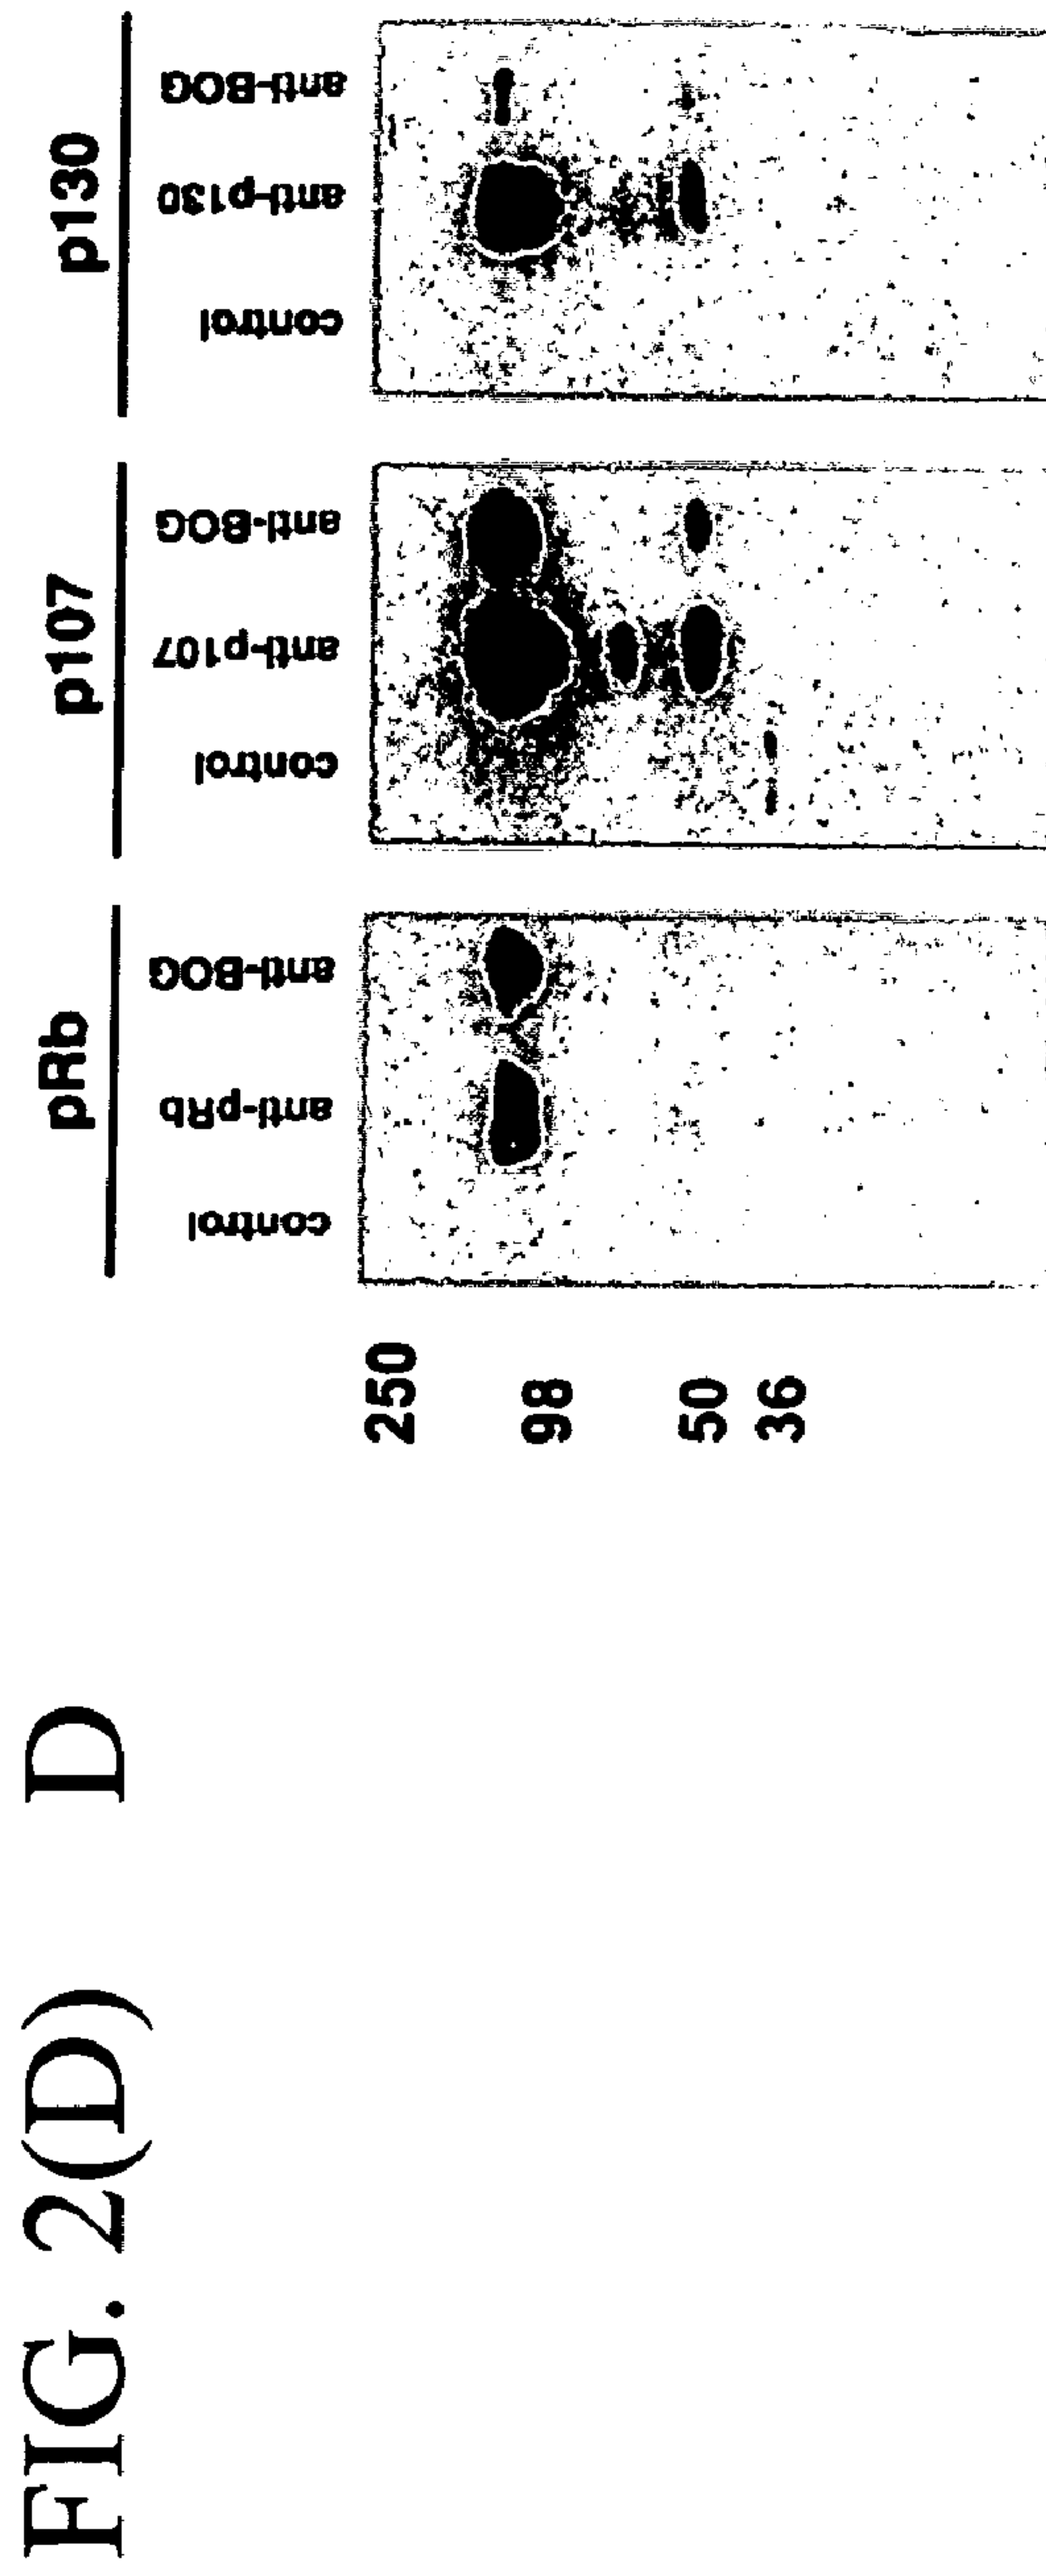 FIG. 2(D)
D
pRb
p107
p130
control
anti-pRb
anti-BOG
control
anti-p107
anti-BOG
control
anti-p130
anti-BOG
250
98
50
36